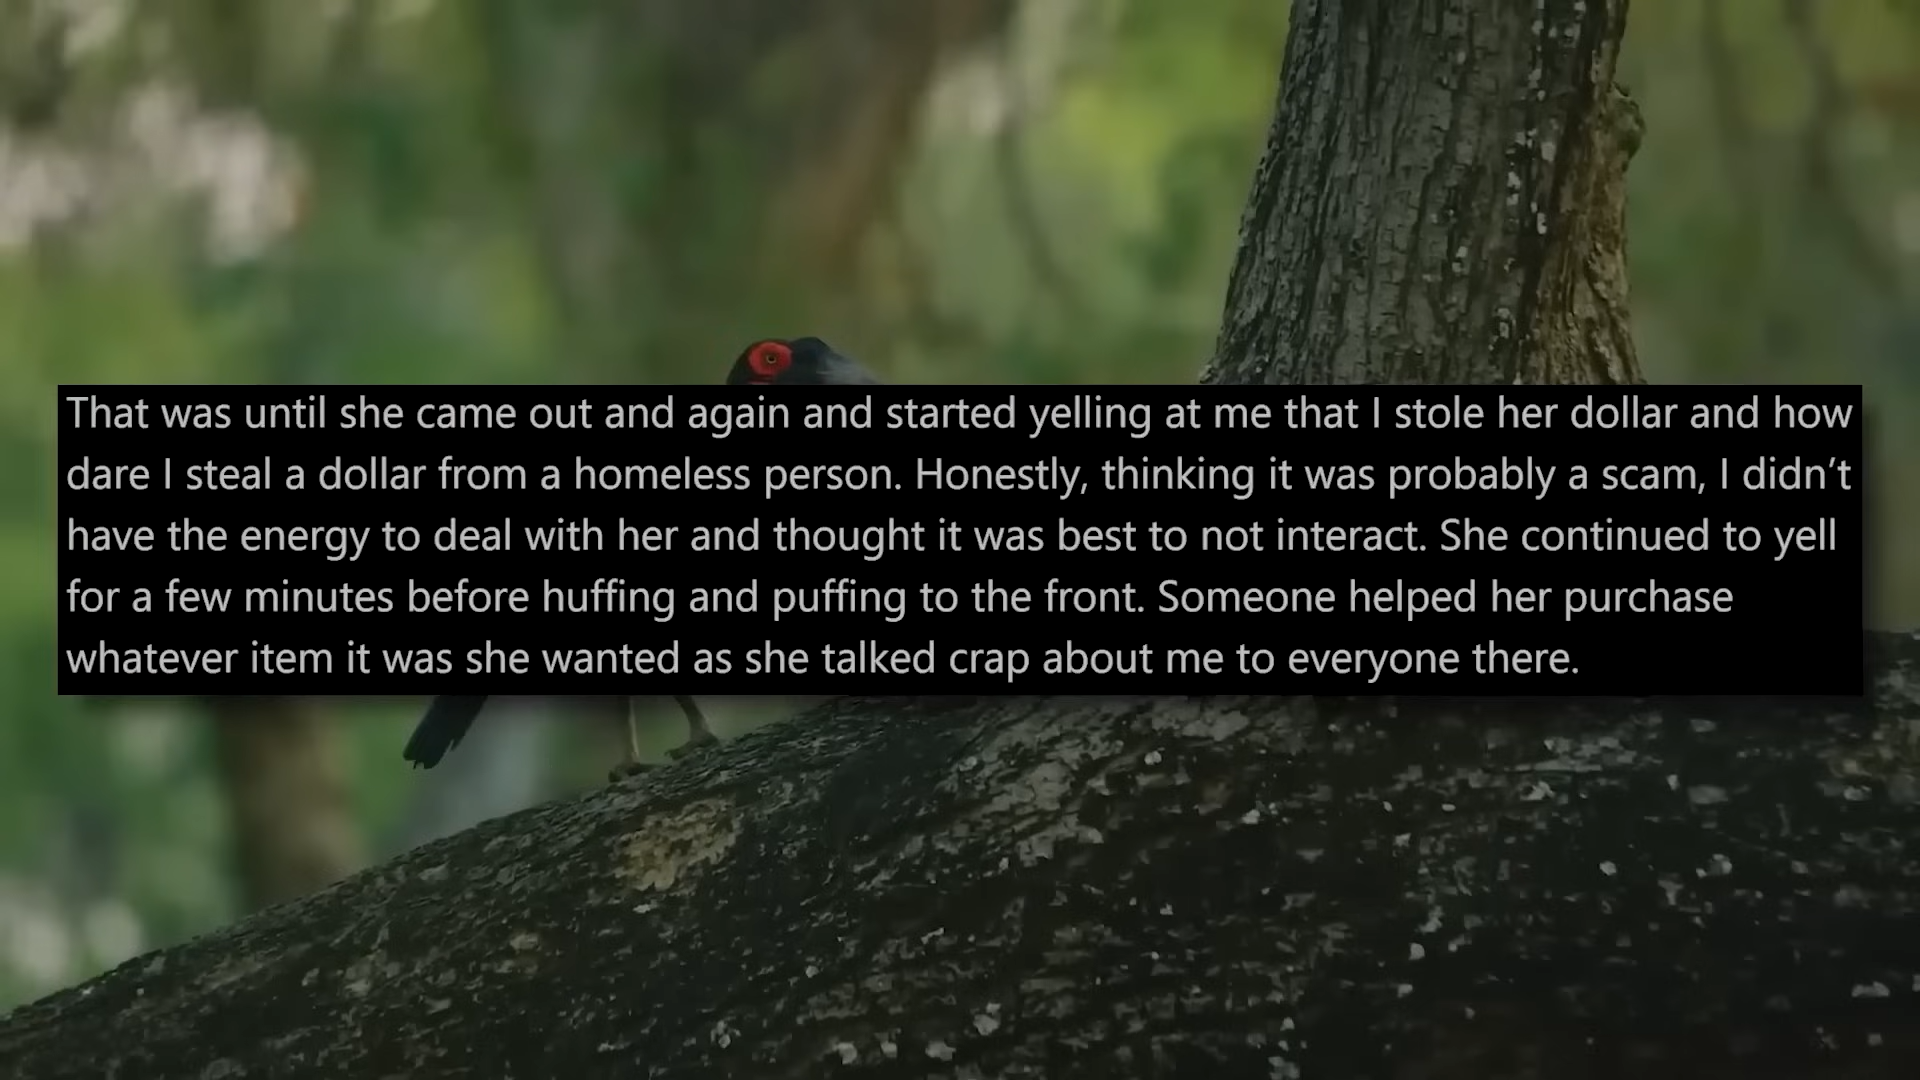 That was until she came out and again and started yelling at me that I stole her dollar and how
dare I steal a dollar from a homeless person. Honestly, thinking it was probably a scam, I didn’t
have the energy to deal with her and thought it was best to not interact. She continued to yell
for a few minutes before huffing and puffing to the front. Someone helped her purchase
whatever item it was she wanted as she talked crap about me to everyone there.